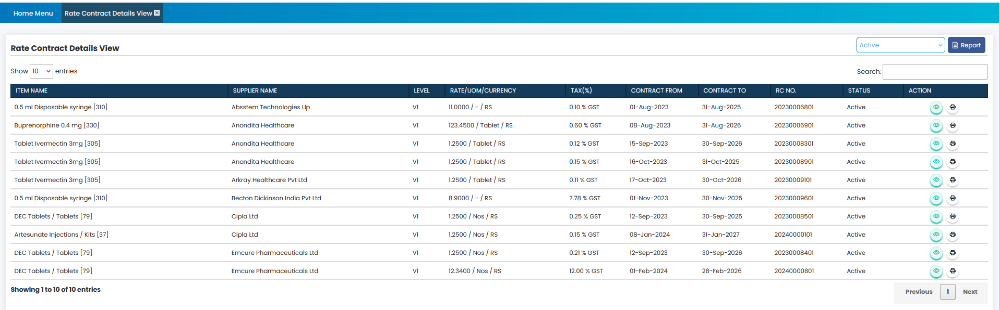 Home Menu Rate Contract Details View
Rate Contract Details View Active Report
Show 10 entries Search:
ITEM NAME SUPPLIER NAME LEVEL RATE/UOM/CURRENCY TAX(%) CONTRACT FROM CONTRACT TO RC NO. STATUS ACTION
0.5 ml Disposable syringe [310] Absstem Technologies Llp V1 11.0000 / - / RS 0.10 % GST 01-Aug-2023 31-Aug-2025 20230006801 Active
Buprenorphine 0.4 mg [330] Anondita Healthcare V1 123.4500 / Tablet / RS 0.60 % GST 08-Aug-2023 31-Aug-2026 20230006901 Active
Tablet Ivermectin 3mg [305] Anondita Healthcare V1 1.2500 / Tablet / RS 0.12 % GST 15-Sep-2023 30-Sep-2026 20230008301 Active
Tablet Ivermectin 3mg [305] Anondita Healthcare V1 1.2500 / Tablet / RS 0.15 % GST 16-Oct-2023 31-Oct-2025 20230008901 Active
Tablet Ivermectin 3mg [305] Arkray Healthcare Pvt Ltd V1 1.2500 / Tablet / RS 0.11 % GST 17-Oct-2023 30-Oct-2026 20230009101 Active
0.5 ml Disposable syringe [310] Becton Dickinson India Pvt Ltd V1 8.9000 / - / RS 7.78 % GST 01-Nov-2023 30-Nov-2025 20230009601 Active
DEC Tablets / Tablets [79] Cipla Ltd V1 1.2500 / Nos / RS 0.25 % GST 12-Sep-2023 30-Sep-2025 20230008501 Active
Artesunate Injections / Kits [37] Cipla Ltd V1 1.2500 / Nos / RS 0.15 % GST 08-Jan-2024 31-Jan-2027 20240000101 Active
DEC Tablets / Tablets [79] Emcure Pharmaceuticals Ltd V1 1.2500 / Nos / RS 0.21 % GST 12-Sep-2023 30-Sep-2026 20230008401 Active
DEC Tablets / Tablets [79] Emcure Pharmaceuticals Ltd V1 12.3400 / Nos / RS 12.00 % GST 01-Feb-2024 28-Feb-2026 20240000801 Active
Showing 1 to 10 of 10 entries Previous 1 Next